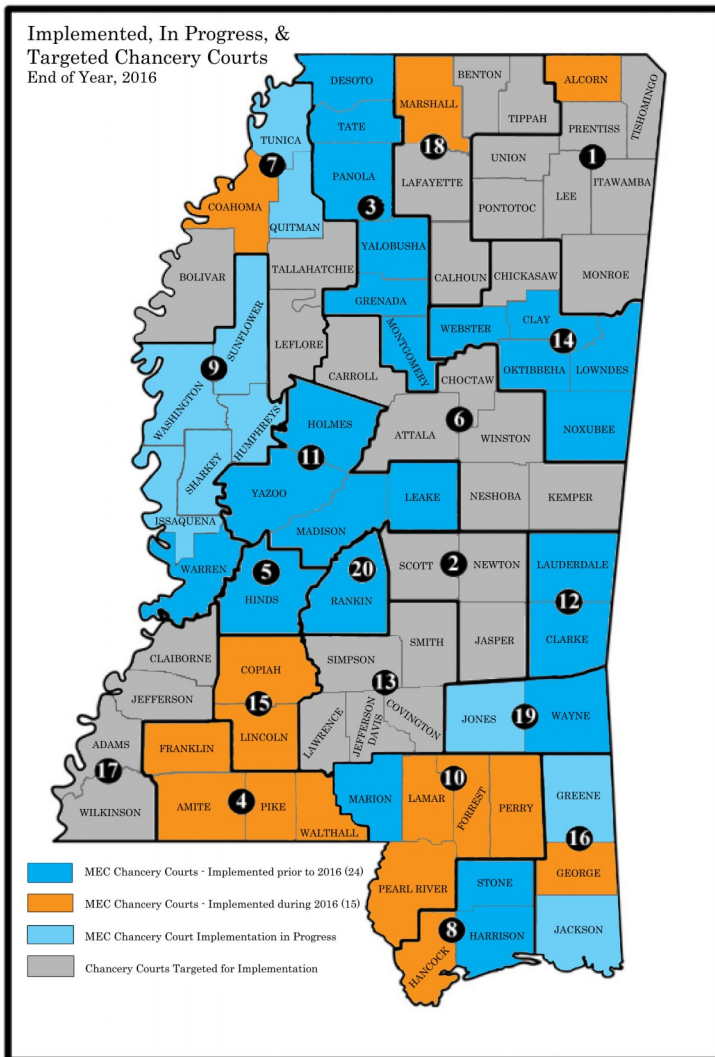 Implemented, In Progress, &
Targeted Chancery Courts
End of Year, 2016
DESOTO
BENTON
ALCORN
MARSHALL
TISHOMINGO
TIPPAH
TATE
PRENTISS
TUNICA
18
1
UNION
7
PANOLA
LAFAYETTE
ITAWAMBA
LEE
3
PONTOTOC
COAHOMA
QUITMAN
YALOBUSHA
BOLIVAR
TALLAHATCHIE
CALHOUN
CHICKASAW
MONROE
GRENADA
SUNFLOWER
CLAY
WEBSTER
MONTGOMERY
14
LEFLORE
9
OKTIBBEHA
LOWNDES
CARROLL
CHOCTAW
WASHINGTON
6
HOLMES
NOXUBEE
HUMPHREYS
ATTALA
WINSTON
11
SHARKEY
YAZOO
LEAKE
NESHOBA
KEMPER
ISSAQUENA
MADISON
WARREN
5
20
SCOTT
2
NEWTON
LAUDERDALE
HINDS
RANKIN
12
CLARKE
SMITH
JASPER
CLAIBORNE
COPIAH
SIMPSON
13
JEFFERSON
15
COVINGTON
JEFFERSON
DAVIS
LAWRENCE
JONES
19
WAYNE
LINCOLN
ADAMS
FRANKLIN
17
10
GREENE
4
MARION
LAMAR
FORREST
PERRY
WILKINSON
AMITE
PIKE
WALTHALL
16
MEC Chancery Courts - Implemented prior to 2016 (24)
STONE
GEORGE
PEARL RIVER
MEC Chancery Courts - Implemented during 2016 (15)
8
JACKSON
MEC Chancery Court Implementation in Progress
HARRISON
HANCOCK
Chancery Courts Targeted for Implementation